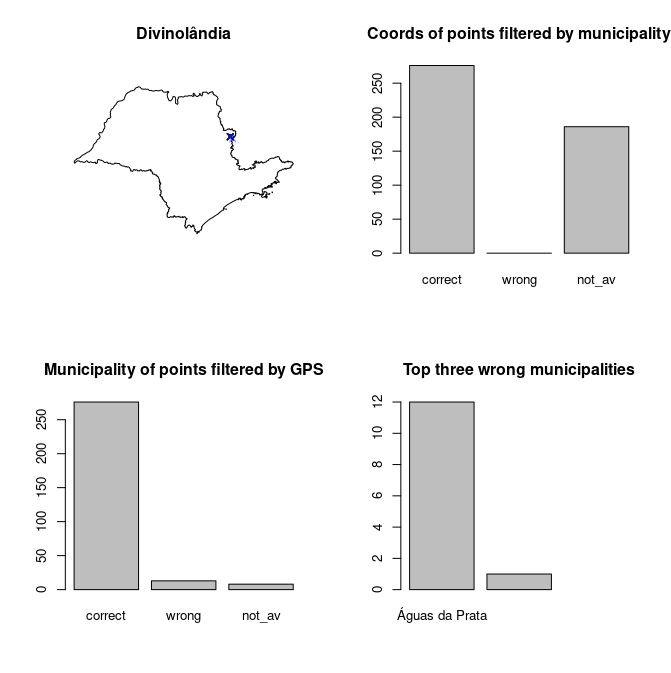 Divinolândia
Coords of points filtered by municipality
250
200
150
100
50
0
correct wrong not_av
Municipality of points filtered by GPS
250
200
150
100
50
0
correct wrong not_av
Top three wrong municipalities
12
10
8
6
4
2
0
Águas da Prata